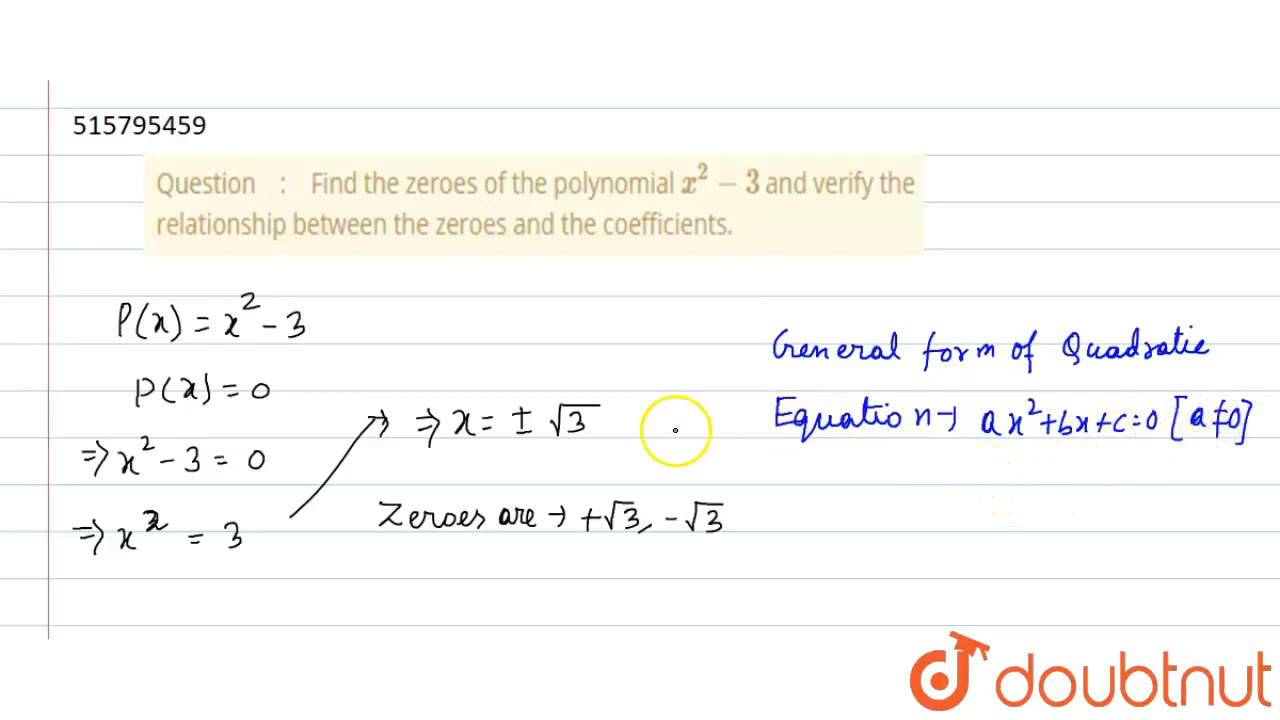 515795459
Question : Find the zeroes of the polynomial x² − 3 and verify the
relationship between the zeroes and the coefficients.
P(x) = x² - 3
P(x) = 0
⇒ x² - 3 = 0
⇒ x² = 3
⇒ x = ± √3
Zeroes are → +√3, -√3
General form of Quadratic
Equation → ax²+bx+c=0 [a≠0]
doubtnut